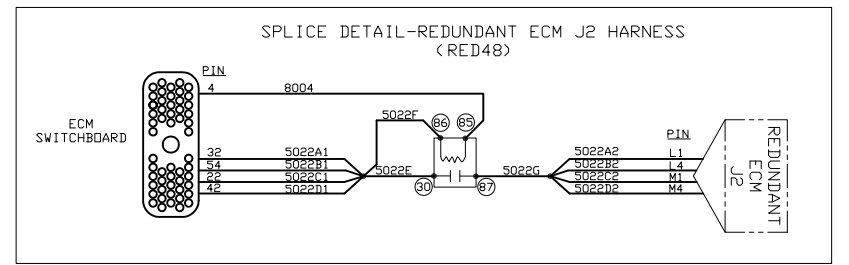 SPLICE DETAIL-REDUNDANT ECM J2 HARNESS
(RED48)
PIN
4 8004
ECM
SWITCHBOARD
5022F
86 85
32 5022A1
54 5022B1
22 5022C1
42 5022D1
5022E
30 87
5022G
PIN
5022A2 L1
5022B2 L4
5022C2 M1
5022D2 M4
REDUNDANT
ECM
J2